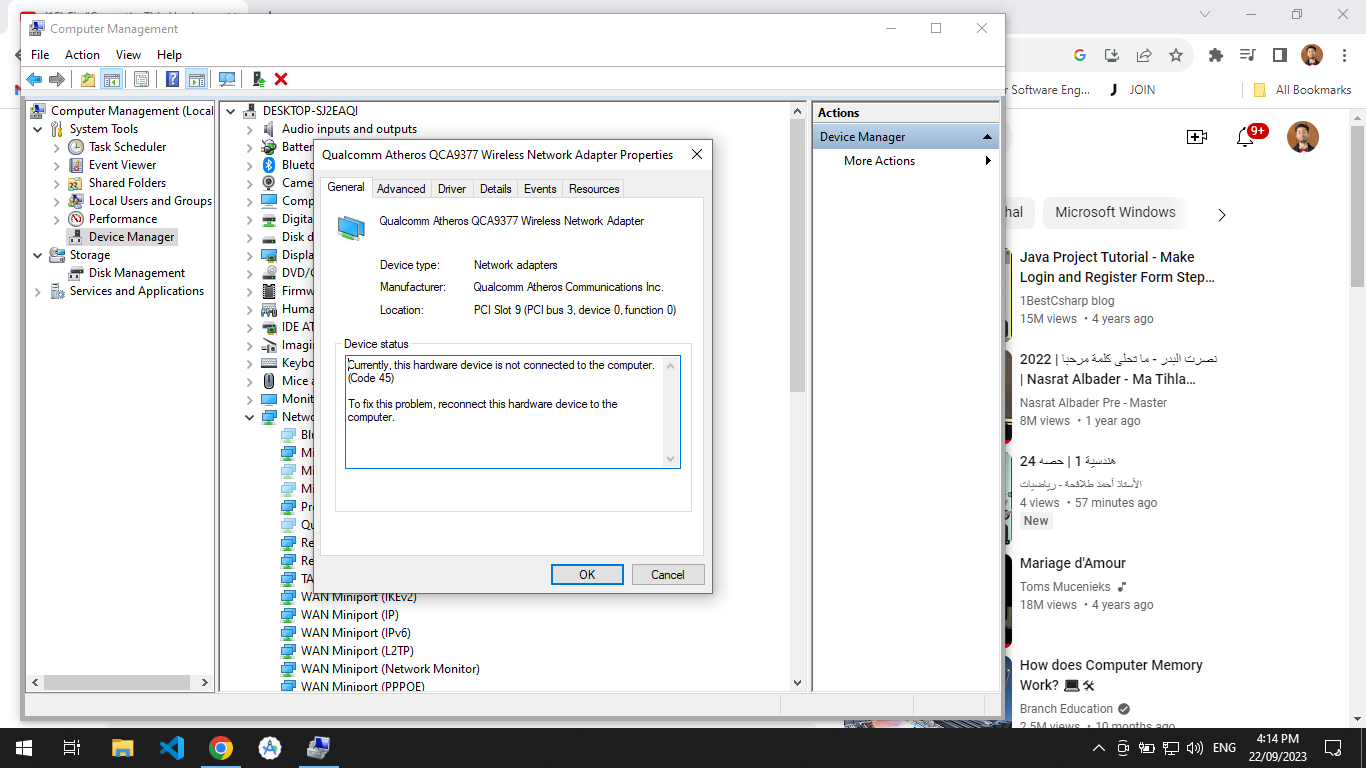 Computer Management
File Action View Help
Computer Management (Local
System Tools
Task Scheduler
Event Viewer
Shared Folders
Local Users and Groups
Performance
Device Manager
Storage
Disk Management
Services and Applications
DESKTOP-SJ2EAQI
Audio inputs and outputs
Batter
Blueto
Came
Comp
Digita
Disk d
Displa
DVD/C
Firmw
Huma
IDE AT
Imagin
Keybo
Mice a
Monit
Netwo
Blu
Mi
Mi
Mi
Pr
Qu
Re
Re
TA
WAN Miniport (IKEv2)
WAN Miniport (IP)
WAN Miniport (IPv6)
WAN Miniport (L2TP)
WAN Miniport (Network Monitor)
WAN Miniport (PPPOE)
Qualcomm Atheros QCA9377 Wireless Network Adapter Properties
General Advanced Driver Details Events Resources
Qualcomm Atheros QCA9377 Wireless Network Adapter
Device type: Network adapters
Manufacturer: Qualcomm Atheros Communications Inc.
Location: PCI Slot 9 (PCI bus 3, device 0, function 0)
Device status
Currently, this hardware device is not connected to the computer.
(Code 45)
To fix this problem, reconnect this hardware device to the
computer.
OK Cancel
Actions
Device Manager
More Actions
r Software Eng... JOIN All Bookmarks
9+
hal Microsoft Windows
Java Project Tutorial - Make
Login and Register Form Step...
1BestCsharp blog
15M views • 4 years ago
نصرت البدر - ما تحلى كلمة مرحبا | 2022
| Nasrat Albader - Ma Tihla...
Nasrat Albader Pre - Master
8M views • 1 year ago
هندسية 1 | حصه 24
الأستاذ أحمد طلافحة - رياضيات
4 views • 57 minutes ago
New
Mariage d'Amour
Toms Mucenieks
18M views • 4 years ago
How does Computer Memory
Work? 💻🛠
Branch Education
2.5M views • 10 months ago
ENG
4:14 PM
22/09/2023